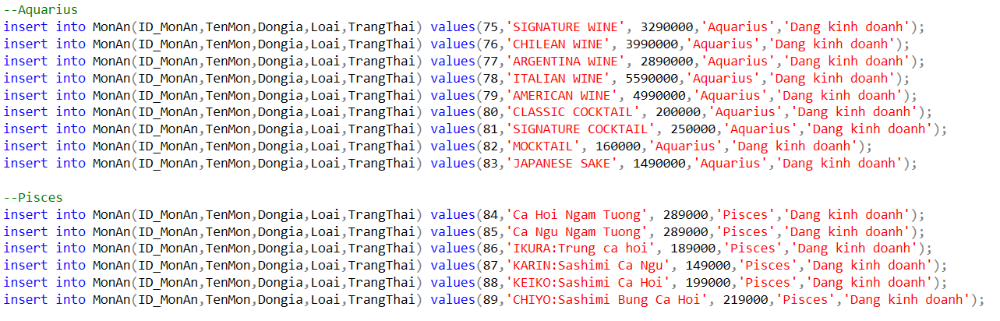 --Aquarius
insert into MonAn(ID_MonAn,TenMon,Dongia,Loai,TrangThai) values(75,'SIGNATURE WINE', 3290000,'Aquarius','Dang kinh doanh');
insert into MonAn(ID_MonAn,TenMon,Dongia,Loai,TrangThai) values(76,'CHILEAN WINE', 3990000,'Aquarius','Dang kinh doanh');
insert into MonAn(ID_MonAn,TenMon,Dongia,Loai,TrangThai) values(77,'ARGENTINA WINE', 2890000,'Aquarius','Dang kinh doanh');
insert into MonAn(ID_MonAn,TenMon,Dongia,Loai,TrangThai) values(78,'ITALIAN WINE', 5590000,'Aquarius','Dang kinh doanh');
insert into MonAn(ID_MonAn,TenMon,Dongia,Loai,TrangThai) values(79,'AMERICAN WINE', 4990000,'Aquarius','Dang kinh doanh');
insert into MonAn(ID_MonAn,TenMon,Dongia,Loai,TrangThai) values(80,'CLASSIC COCKTAIL', 200000,'Aquarius','Dang kinh doanh');
insert into MonAn(ID_MonAn,TenMon,Dongia,Loai,TrangThai) values(81,'SIGNATURE COCKTAIL', 250000,'Aquarius','Dang kinh doanh');
insert into MonAn(ID_MonAn,TenMon,Dongia,Loai,TrangThai) values(82,'MOCKTAIL', 160000,'Aquarius','Dang kinh doanh');
insert into MonAn(ID_MonAn,TenMon,Dongia,Loai,TrangThai) values(83,'JAPANESE SAKE', 1490000,'Aquarius','Dang kinh doanh');
--Pisces
insert into MonAn(ID_MonAn,TenMon,Dongia,Loai,TrangThai) values(84,'Ca Hoi Ngam Tuong', 289000,'Pisces','Dang kinh doanh');
insert into MonAn(ID_MonAn,TenMon,Dongia,Loai,TrangThai) values(85,'Ca Ngu Ngam Tuong', 289000,'Pisces','Dang kinh doanh');
insert into MonAn(ID_MonAn,TenMon,Dongia,Loai,TrangThai) values(86,'IKURA:Trung ca hoi', 189000,'Pisces','Dang kinh doanh');
insert into MonAn(ID_MonAn,TenMon,Dongia,Loai,TrangThai) values(87,'KARIN:Sashimi Ca Ngu', 149000,'Pisces','Dang kinh doanh');
insert into MonAn(ID_MonAn,TenMon,Dongia,Loai,TrangThai) values(88,'KEIKO:Sashimi Ca Hoi', 199000,'Pisces','Dang kinh doanh');
insert into MonAn(ID_MonAn,TenMon,Dongia,Loai,TrangThai) values(89,'CHIYO:Sashimi Bung Ca Hoi', 219000,'Pisces','Dang kinh doanh');